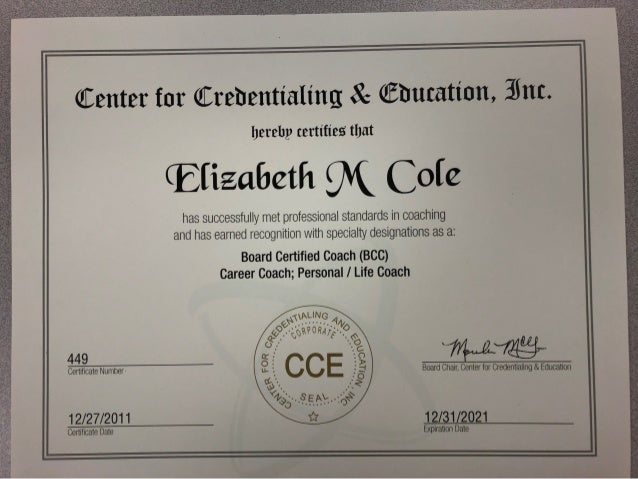 Center for Credentialing & Education, Inc.
hereby certifies that
Elizabeth M Cole
has successfully met professional standards in coaching
and has earned recognition with specialty designations as a:
Board Certified Coach (BCC)
Career Coach; Personal / Life Coach
CENTER FOR CREDENTIALING AND EDUCATION INC
CORPORATE
CCE
SEAL
449
Certificate Number
Board Chair, Center for Credentialing & Education
12/27/2011
Certificate Date
12/31/2021
Expiration Date